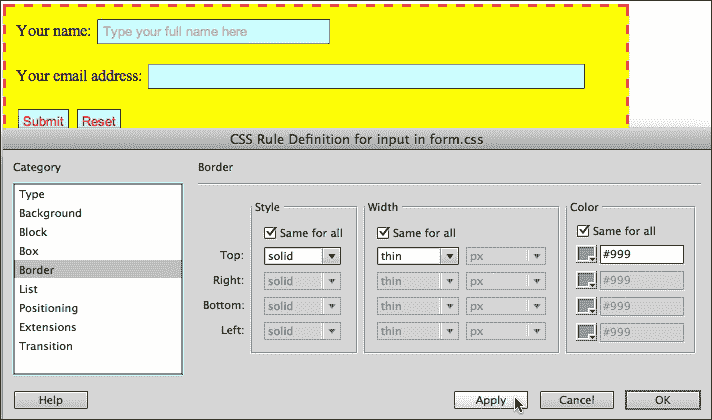 Your name: Type your full name here
Your email address:
Submit Reset
CSS Rule Definition for input in form.css
Category Border
Type
Background
Block
Box
Border
List
Positioning
Extensions
Transition
Style Width Color
Same for all Same for all Same for all
Top: solid thin px #999
Right: solid thin px #999
Bottom: solid thin px #999
Left: solid thin px #999
Help Apply Cancel OK